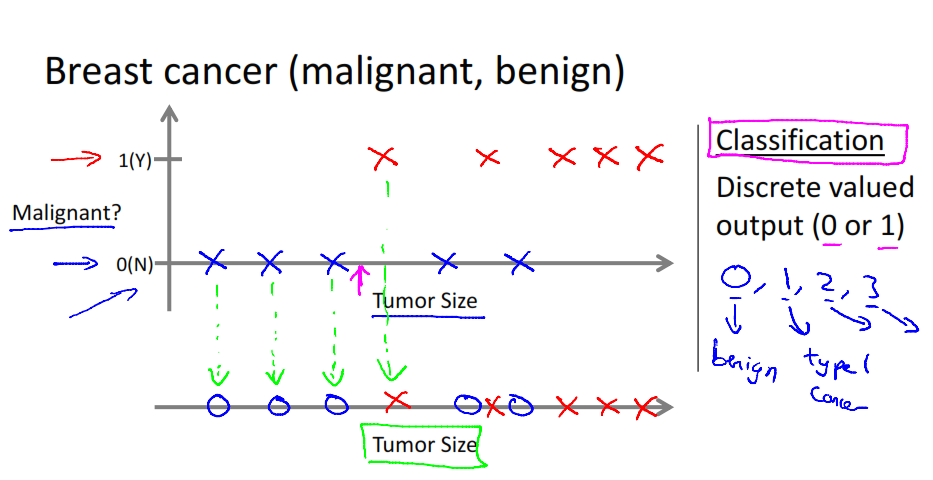 Breast cancer (malignant, benign)
1(Y)
Malignant?
0(N)
Tumor Size
Tumor Size
Classification
Discrete valued
output (0 or 1)
0, 1, 2, 3
benign
type 1
cancer